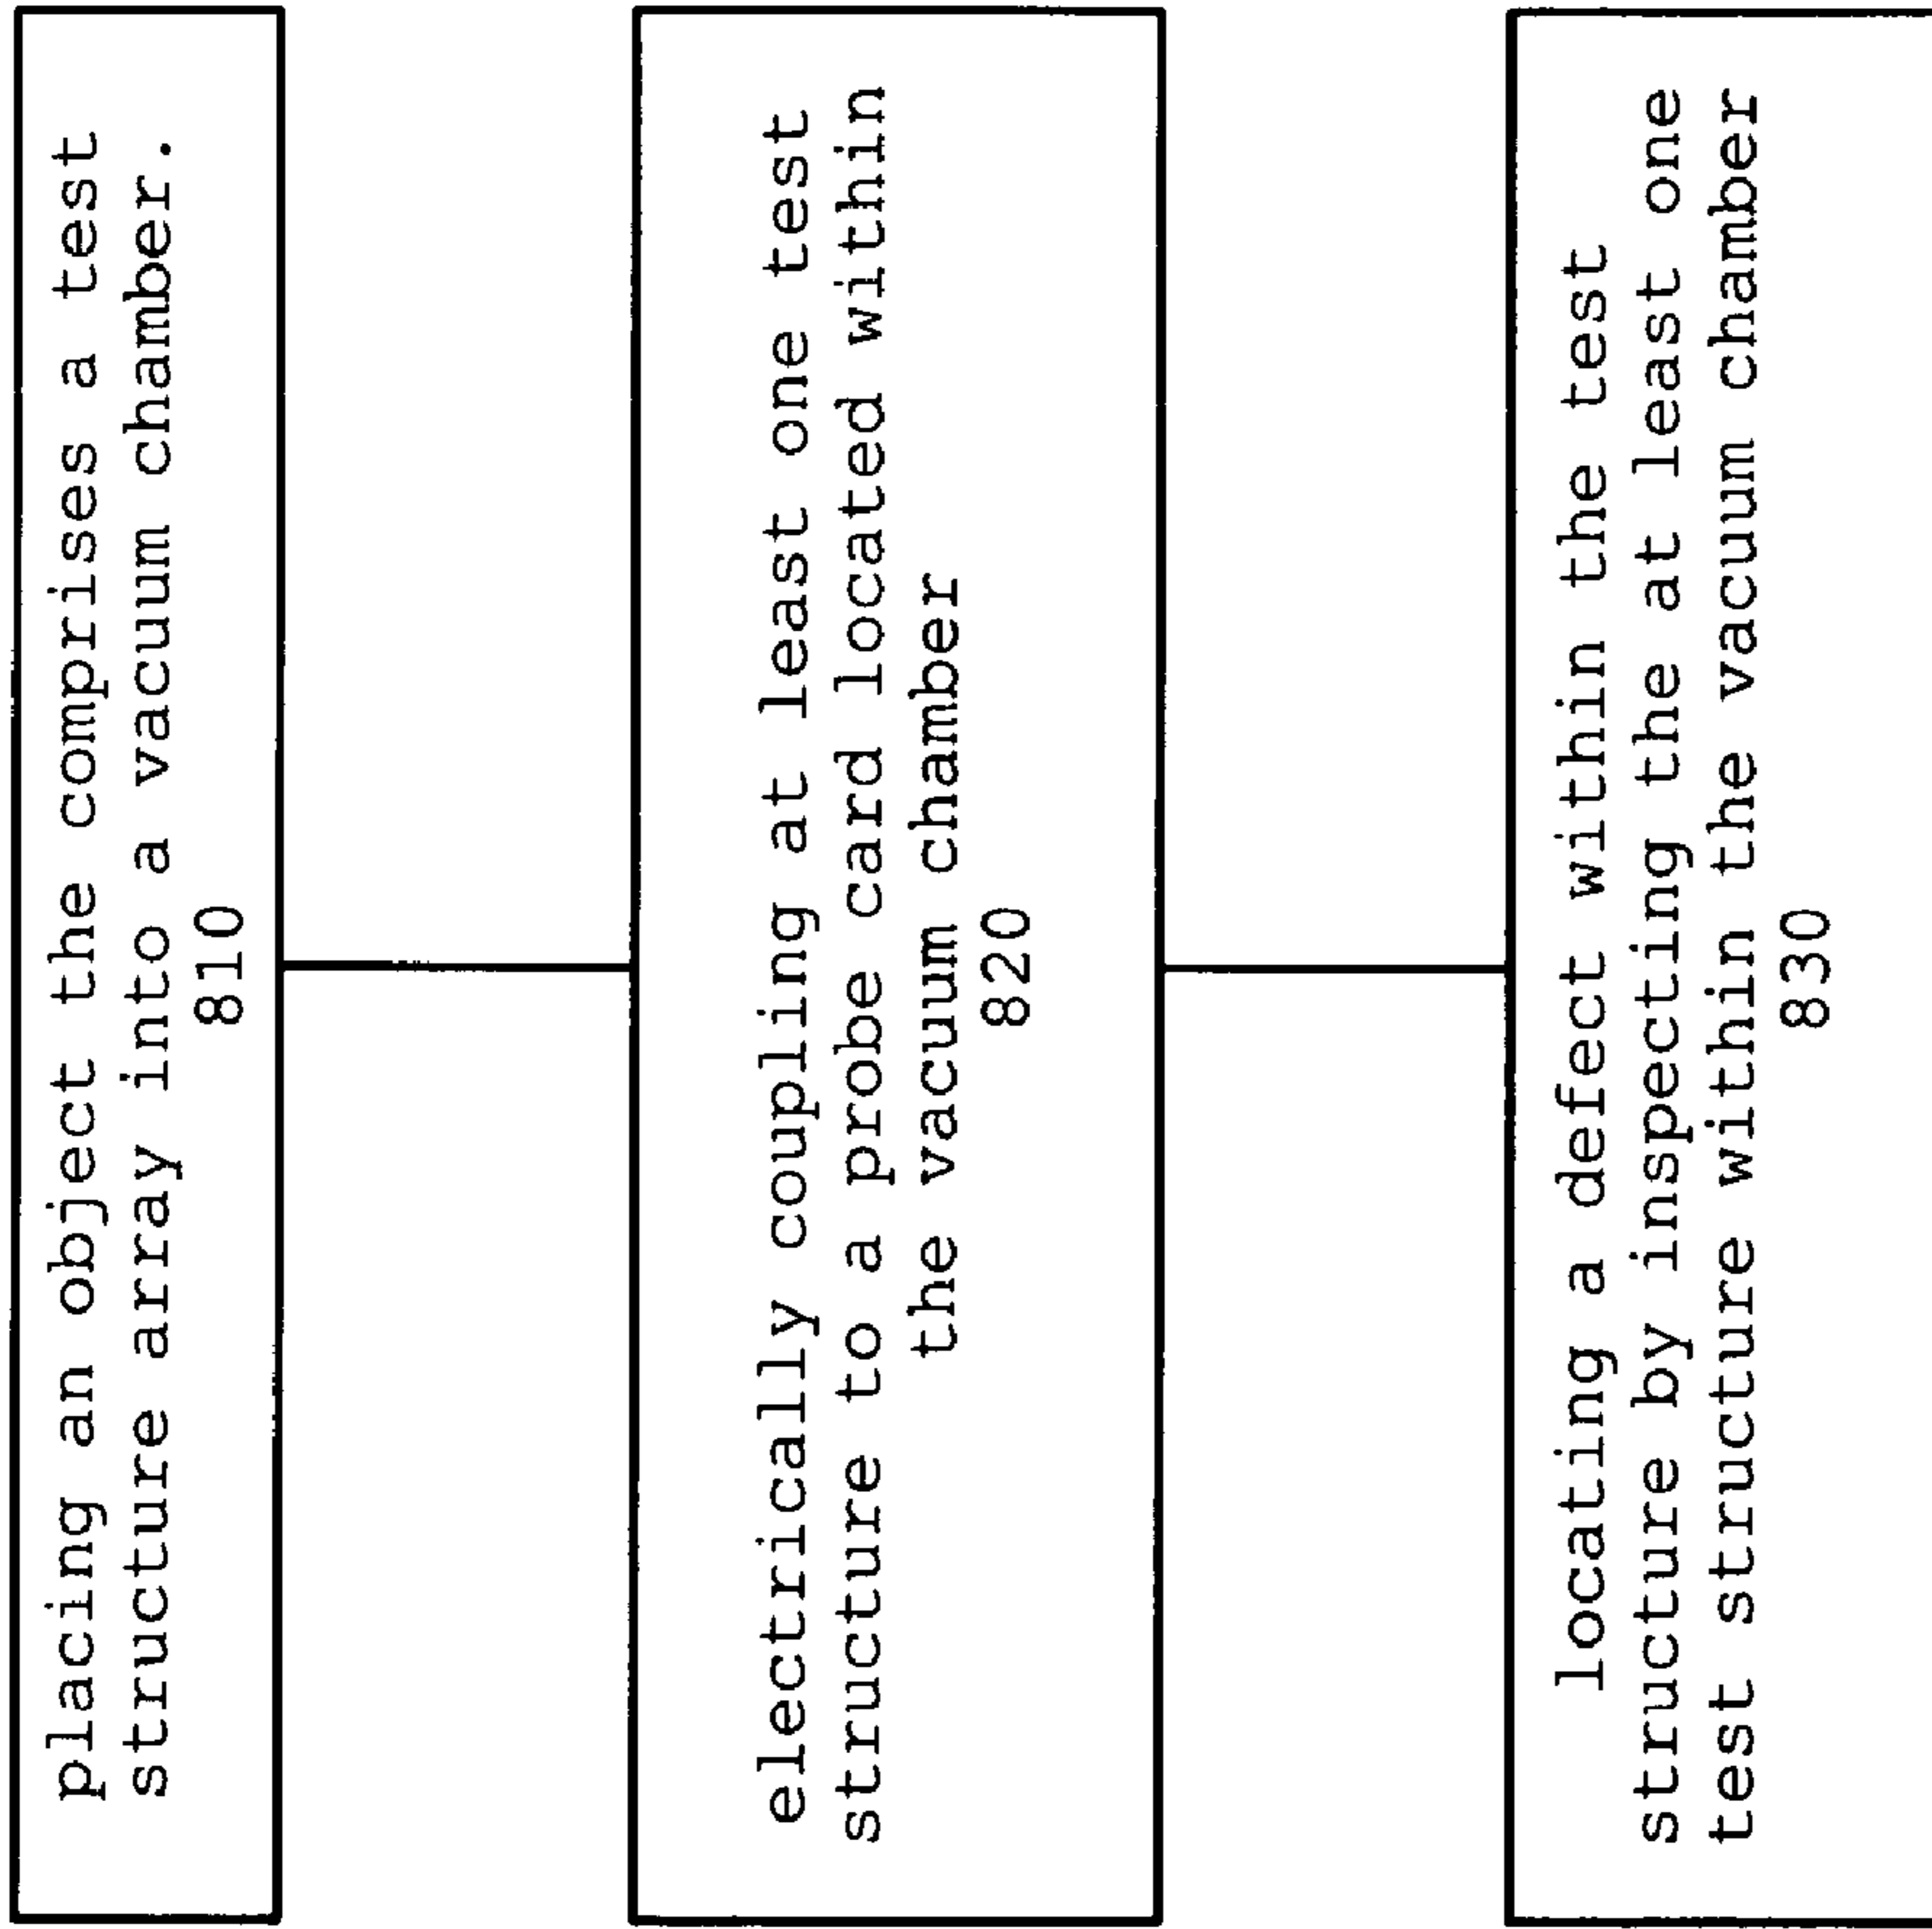 placing an object the comprises a test
structure array into a vacuum chamber.
810
electrically coupling at least one test
structure to a probe card located within
the vacuum chamber
820
locating a defect within the test
structure by inspecting the at least one
test structure within the vacuum chamber
830